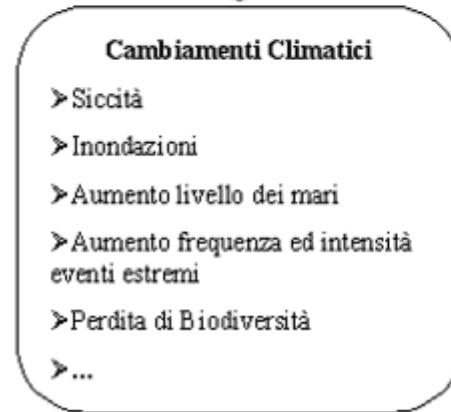 Cambiamenti Climatici
➢Siccità
➢Inondazioni
➢Aumento livello dei mari
➢Aumento frequenza ed intensità
eventi estremi
➢Perdita di Biodiversità
➢...